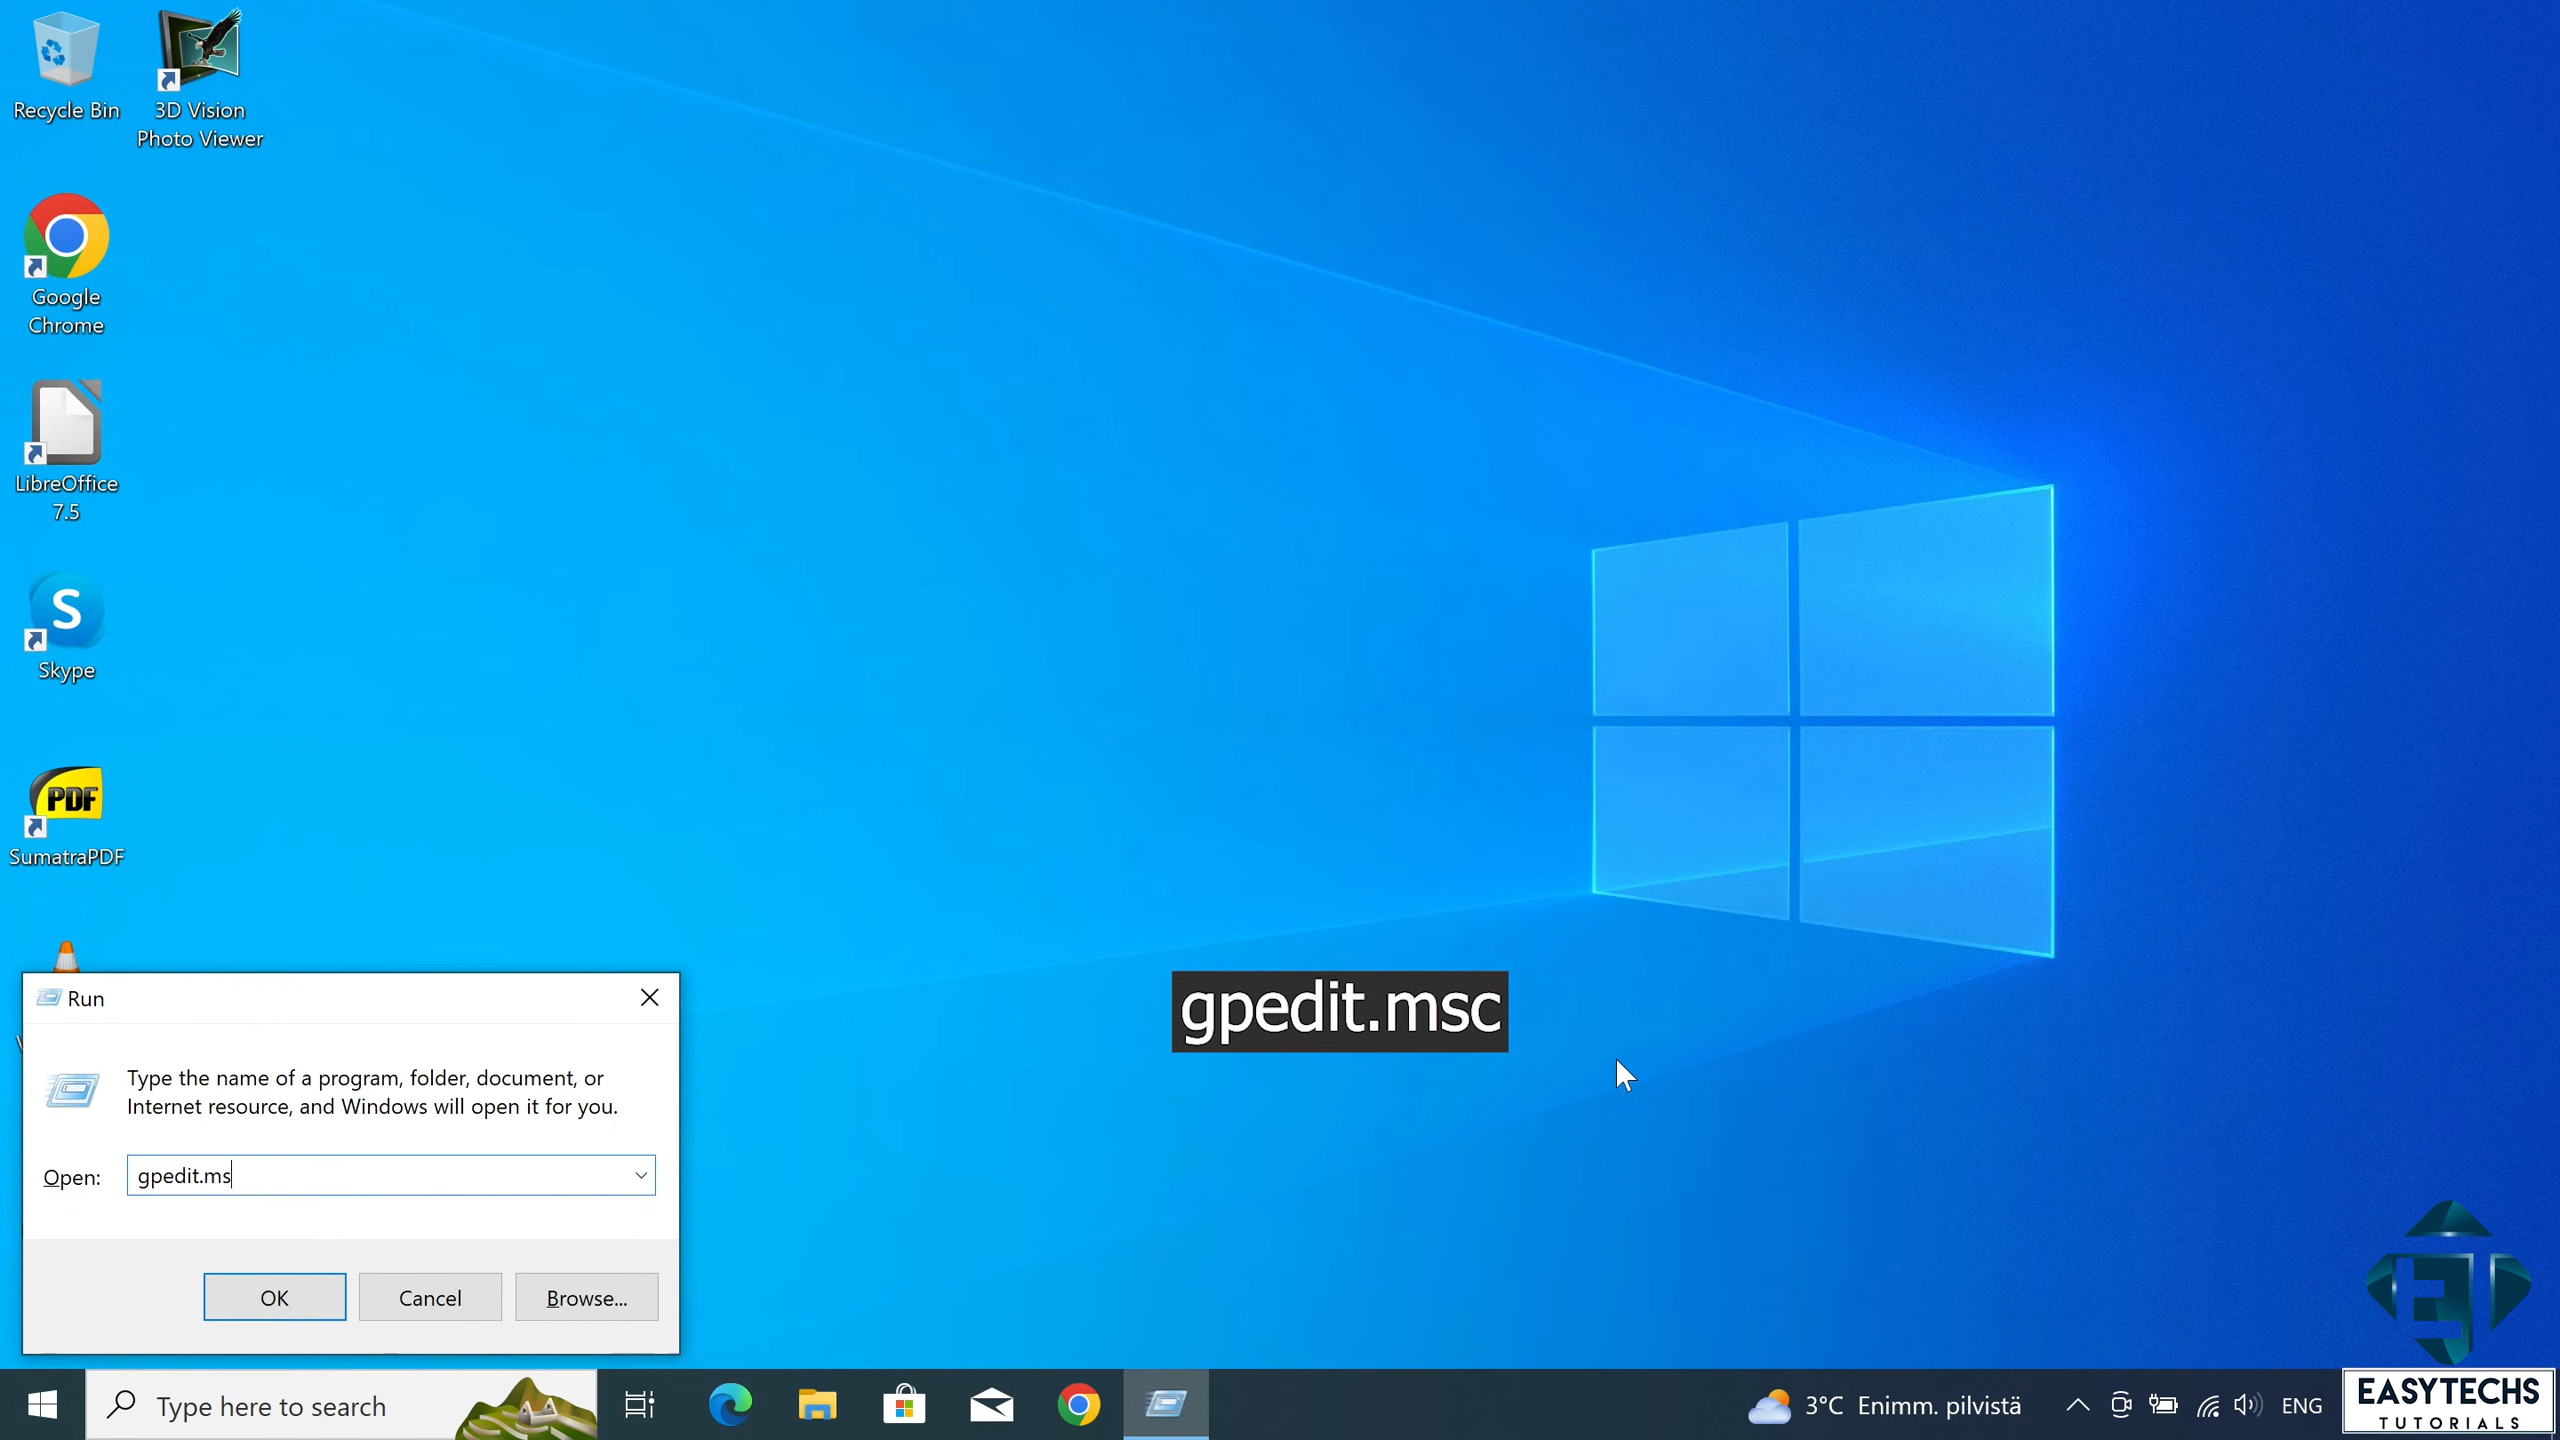 Recycle Bin
3D Vision
Photo Viewer
Google
Chrome
LibreOffice
7.5
S
Skype
PDF
SumatraPDF
Run
Type the name of a program, folder, document, or
Internet resource, and Windows will open it for you.
Open:
gpedit.ms
OK
Cancel
Browse...
gpedit.msc
Type here to search
3°C Enimm. pilvistä
ENG
EASYTECHS
TUTORIALS